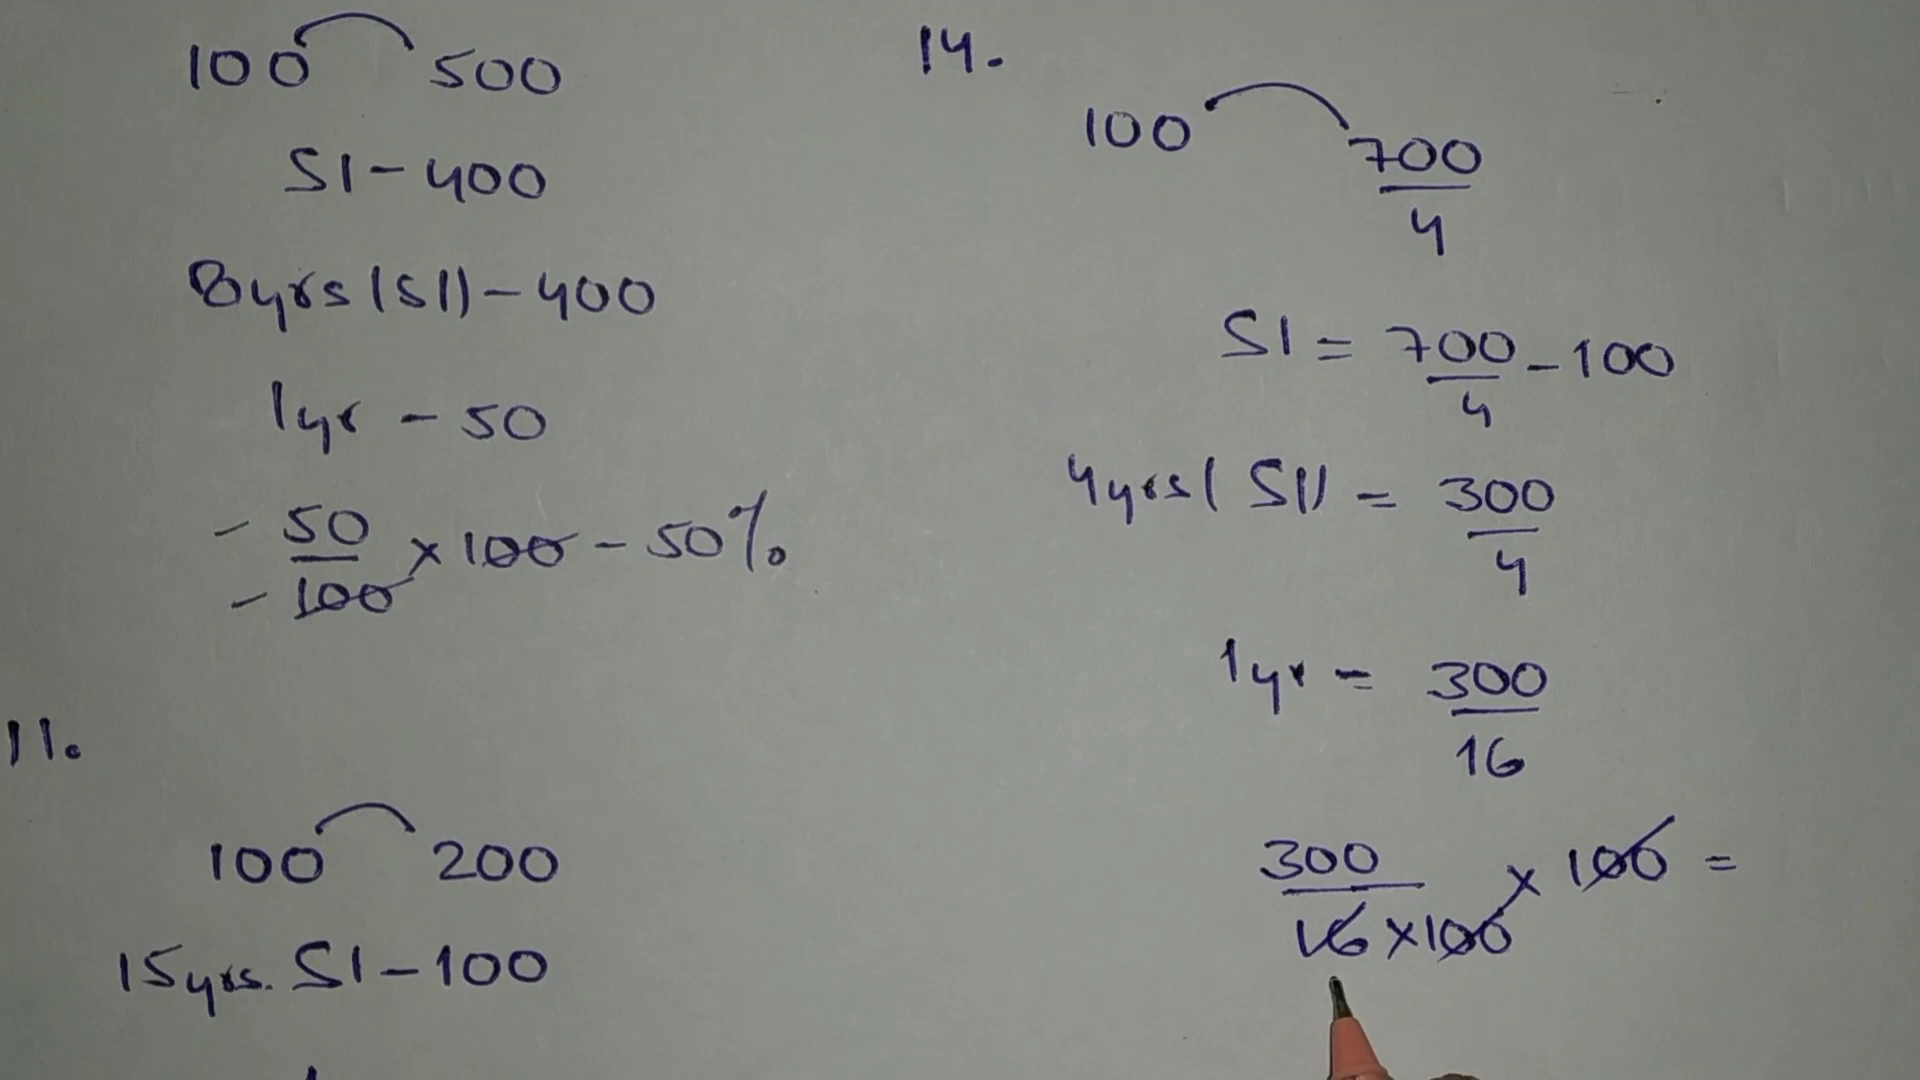 100 500
SI - 400
8yrs (SI) - 400
1yr - 50
- 50/100 × 100 - 50%
11.
100 200
15yrs. SI - 100
14.
100 700/4
SI = 700/4 - 100
4yrs (SI) = 300/4
1yr = 300/16
300/16×100 × 100 =